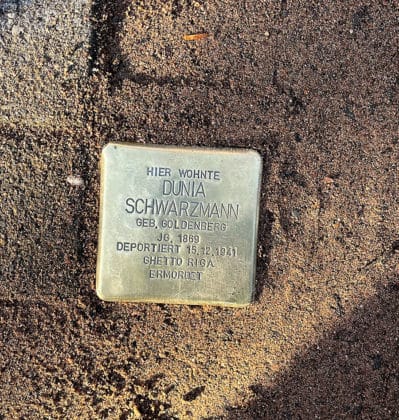 HIER WOHNTE
DUNIA
SCHWARZMANN
GEB. GOLDENBERG
JG. 1869
DEPORTIERT 15.12.1941
GHETTO RIGA
ERMORDET